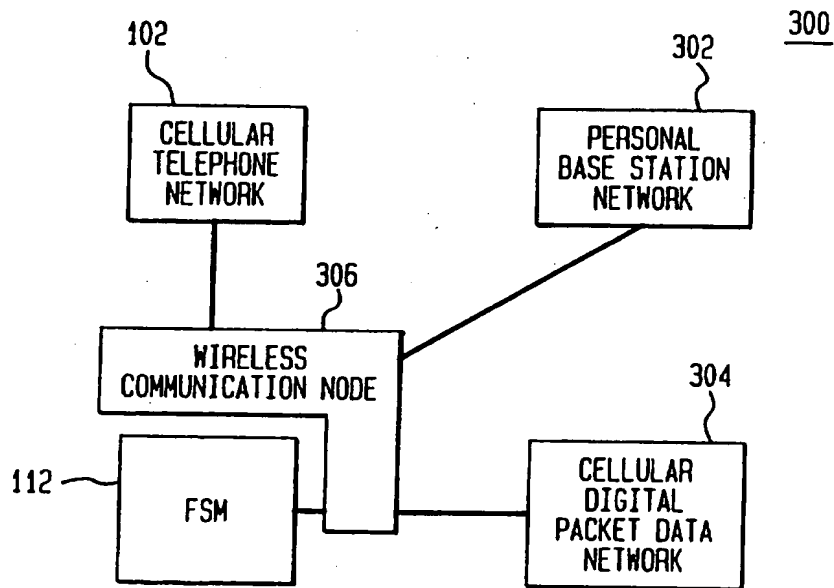 300
102
302
CELLULAR
TELEPHONE
NETWORK
PERSONAL
BASE STATION
NETWORK
306
WIRELESS
COMMUNICATION NODE
304
112
FSM
CELLULAR
DIGITAL
PACKET DATA
NETWORK